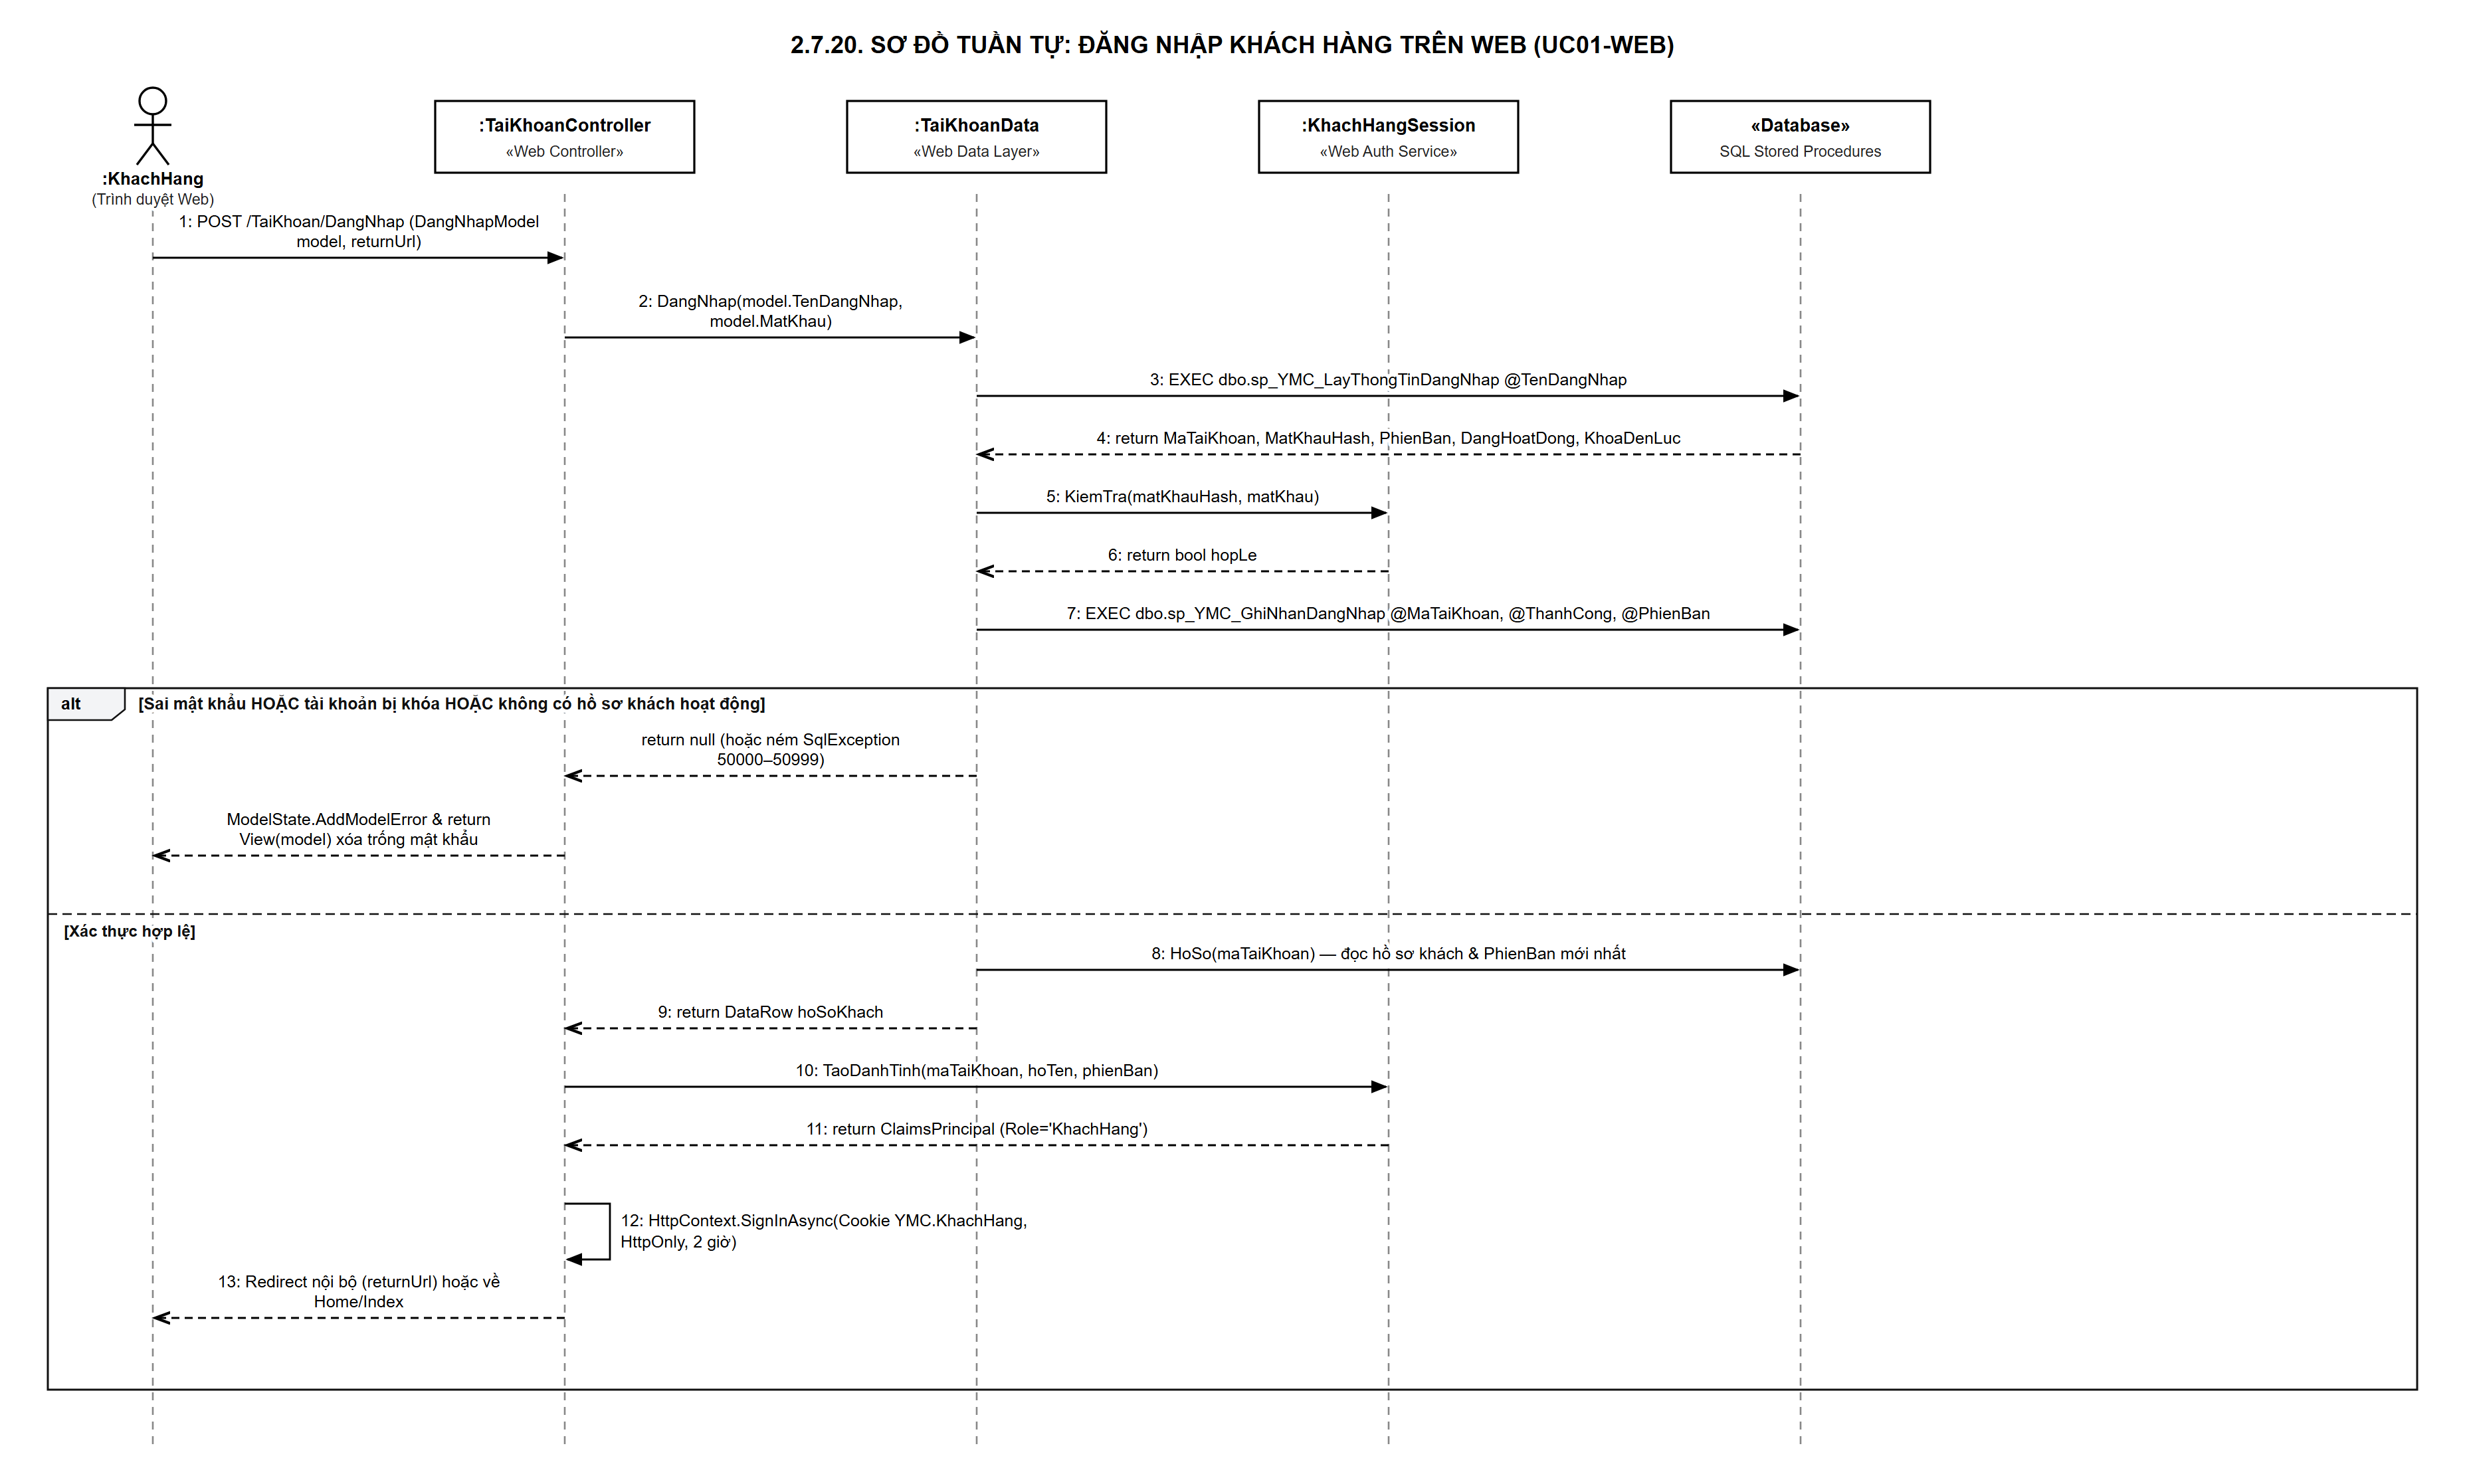 2.7.20. SƠ ĐỒ TUẦN TỰ: ĐĂNG NHẬP KHÁCH HÀNG TRÊN WEB (UC01-WEB)
:KhachHang
(Trình duyệt Web)
:TaiKhoanController
«Web Controller»
:TaiKhoanData
«Web Data Layer»
:KhachHangSession
«Web Auth Service»
«Database»
SQL Stored Procedures
1: POST /TaiKhoan/DangNhap (DangNhapModel
model, returnUrl)
2: DangNhap(model.TenDangNhap,
model.MatKhau)
3: EXEC dbo.sp_YMC_LayThongTinDangNhap @TenDangNhap
4: return MaTaiKhoan, MatKhauHash, PhienBan, DangHoatDong, KhoaDenLuc
5: KiemTra(matKhauHash, matKhau)
6: return bool hopLe
7: EXEC dbo.sp_YMC_GhiNhanDangNhap @MaTaiKhoan, @ThanhCong, @PhienBan
alt [Sai mật khẩu HOẶC tài khoản bị khóa HOẶC không có hồ sơ khách hoạt động]
return null (hoặc ném SqlException
50000–50999)
ModelState.AddModelError & return
View(model) xóa trống mật khẩu
[Xác thực hợp lệ]
8: HoSo(maTaiKhoan) — đọc hồ sơ khách & PhienBan mới nhất
9: return DataRow hoSoKhach
10: TaoDanhTinh(maTaiKhoan, hoTen, phienBan)
11: return ClaimsPrincipal (Role='KhachHang')
12: HttpContext.SignInAsync(Cookie YMC.KhachHang,
HttpOnly, 2 giờ)
13: Redirect nội bộ (returnUrl) hoặc về
Home/Index